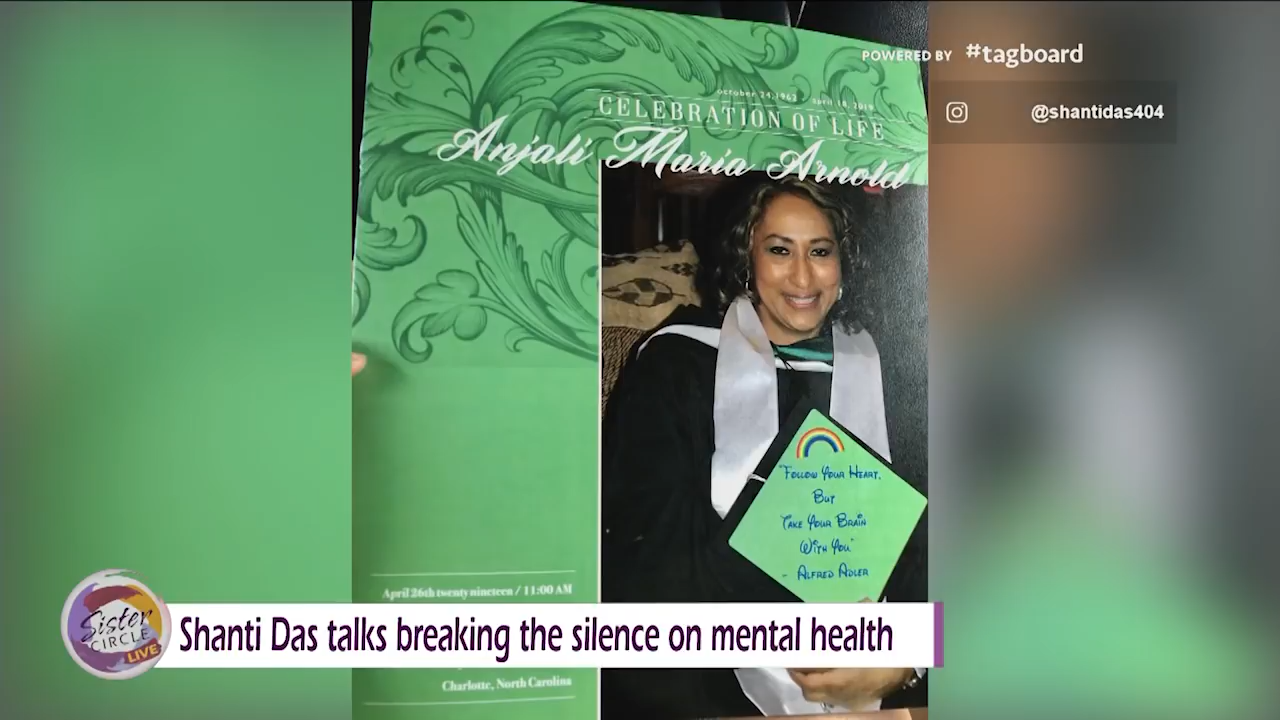 POWERED BY #tagboard
@shantidas404
october 24, 1963 april 18, 2019
CELEBRATION OF LIFE
Anjali Maria Arnold
"Follow Your Heart,
But
Take Your Brain
With You"
- Alfred Adler
April 26th twenty nineteen / 11:00 AM
Sister
CIRCLE
LIVE
Shanti Das talks breaking the silence on mental health
Charlotte, North Carolina